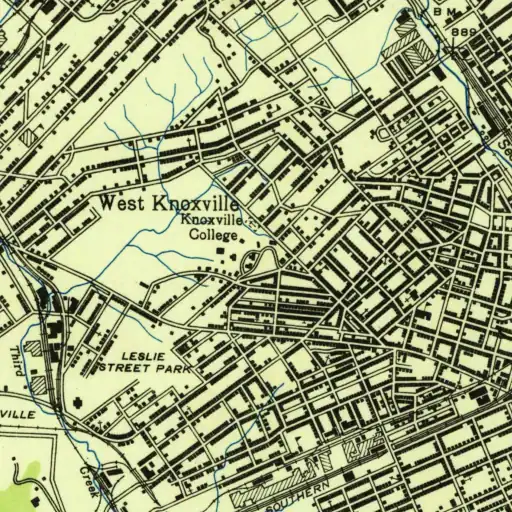 B M
889
West Knoxville
Knoxville
College
LESLIE
STREET PARK
Third
VILLE
Creek
SOUTHERN